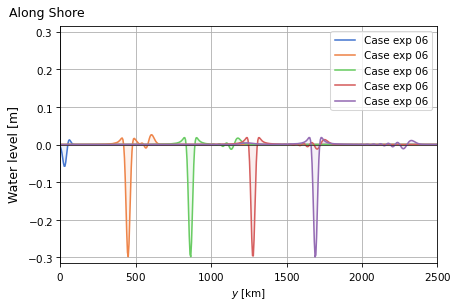 Along Shore
Case exp 06
Case exp 06
Case exp 06
Case exp 06
Case exp 06
Water level [m]
0.3
0.2
0.1
0.0
−0.1
−0.2
−0.3
0 500 1000 1500 2000 2500
y [km]